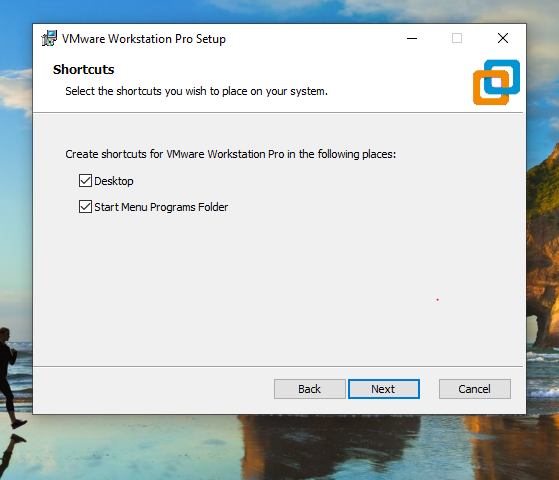 VMware Workstation Pro Setup
Shortcuts
Select the shortcuts you wish to place on your system.
Create shortcuts for VMware Workstation Pro in the following places:
Desktop
Start Menu Programs Folder
Back Next Cancel